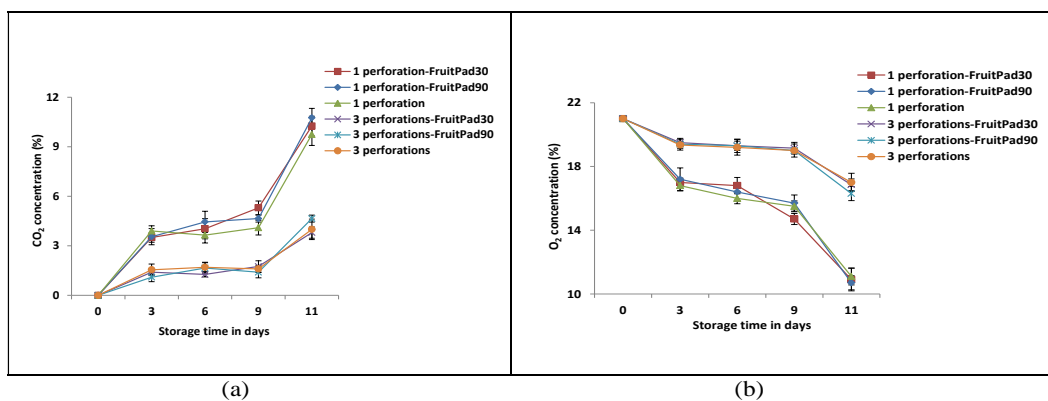 1 perforation-FruitPad30
1 perforation-FruitPad90
1 perforation
3 perforations-FruitPad30
3 perforations-FruitPad90
3 perforations
12
9
6
3
0
CO2 concentration (%)
0 3 6 9 11
Storage time in days
(a)
1 perforation-FruitPad30
1 perforation-FruitPad90
1 perforation
3 perforations-FruitPad30
3 perforations-FruitPad90
3 perforations
22
18
14
10
O2 concentration (%)
0 3 6 9 11
Storage time in days
(b)